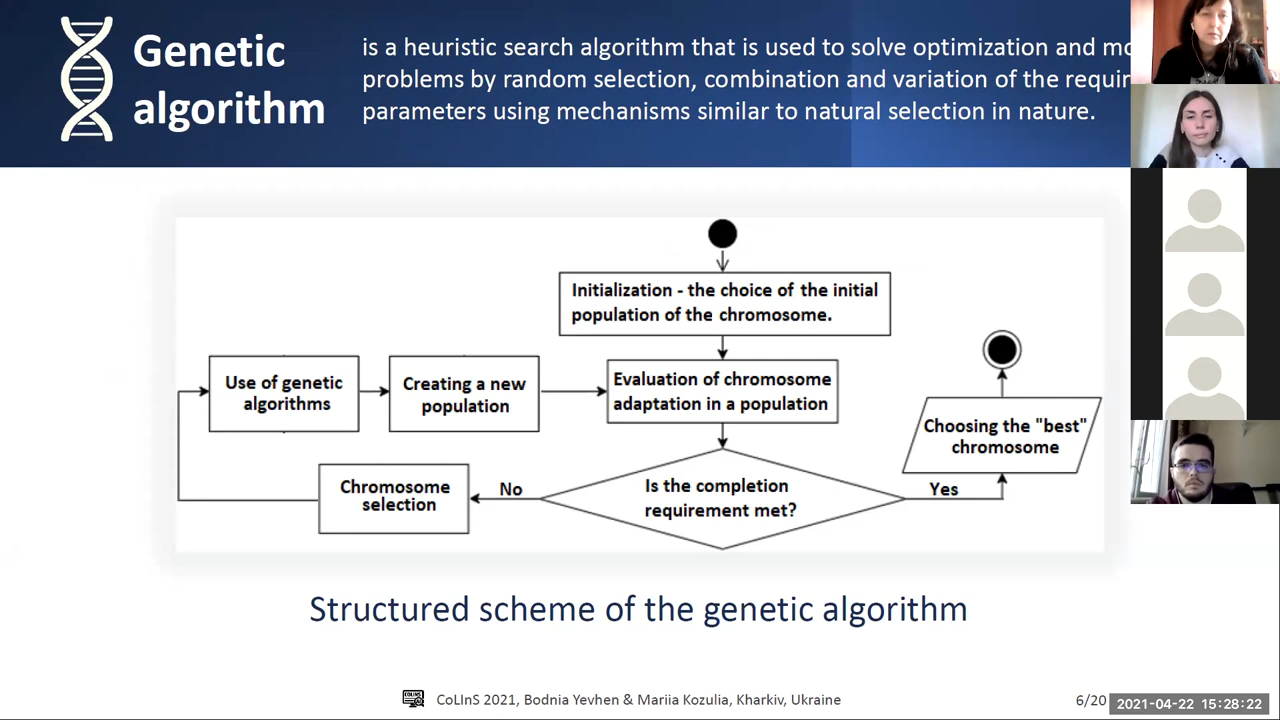 Genetic
algorithm
is a heuristic search algorithm that is used to solve optimization and
problems by random selection, combination and variation of the
parameters using mechanisms similar to natural selection in nature.
Initialization - the choice of the initial
population of the chromosome.
Use of genetic
algorithms
Creating a new
population
Evaluation of chromosome
adaptation in a population
Choosing the "best"
chromosome
Chromosome
selection
No
Is the completion
requirement met?
Yes
Structured scheme of the genetic algorithm
CoLInS 2021, Bodnia Yevhen & Mariia Kozulia, Kharkiv, Ukraine
6/20
2021-04-22 15:28:22